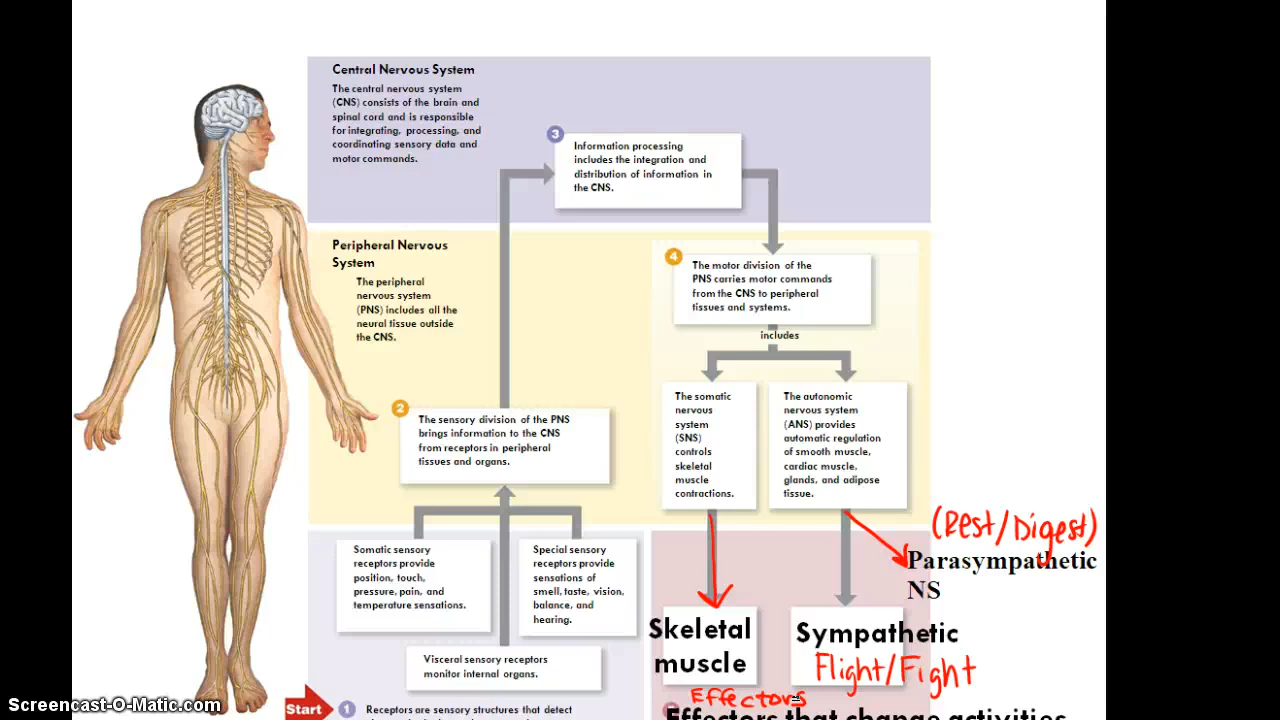 Central Nervous System
The central nervous system
(CNS) consists of the brain and
spinal cord and is responsible
for integrating, processing, and
coordinating sensory data and
motor commands.
3
Information processing
includes the integration and
distribution of information in
the CNS.
Peripheral Nervous
System
The peripheral
nervous system
(PNS) includes all the
neural tissue outside
the CNS.
4
The motor division of the
PNS carries motor commands
from the CNS to peripheral
tissues and systems.
includes
The somatic
nervous
system
(SNS)
controls
skeletal
muscle
contractions.
The autonomic
nervous system
(ANS) provides
automatic regulation
of smooth muscle,
cardiac muscle,
glands, and adipose
tissue.
2
The sensory division of the PNS
brings information to the CNS
from receptors in peripheral
tissues and organs.
Somatic sensory
receptors provide
position, touch,
pressure, pain, and
temperature sensations.
Special sensory
receptors provide
sensations of
smell, taste, vision,
balance, and
hearing.
Visceral sensory receptors
monitor internal organs.
(Rest/Digest)
Parasympathetic
NS
Skeletal
muscle
Sympathetic
Flight/Fight
Effectors
Effectors that change activities
Start
1
Receptors are sensory structures that detect
Screencast-O-Matic.com